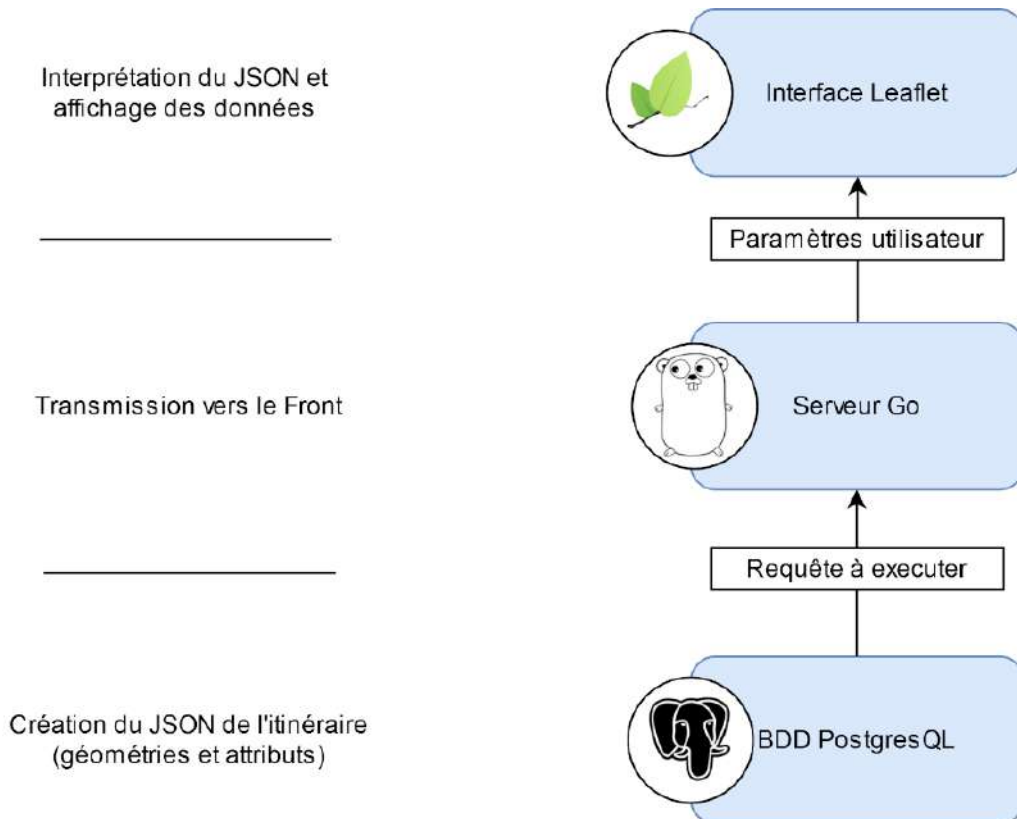 Interprétation du JSON et
affichage des données
Interface Leaflet
Paramètres utilisateur
Transmission vers le Front
Serveur Go
Requête à executer
Création du JSON de l'itinéraire
(géométries et attributs)
BDD PostgresQL